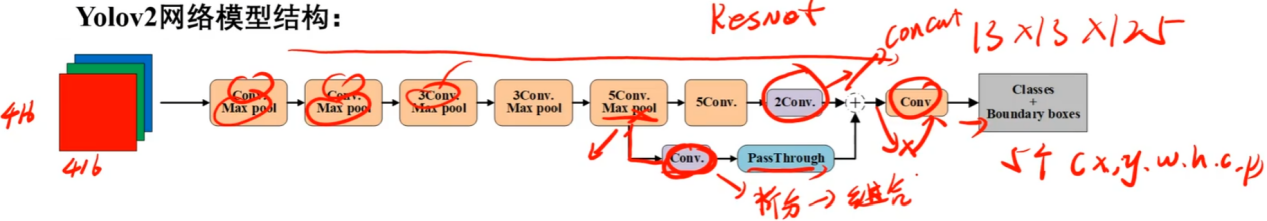 Yolov2网络模型结构：
Resnet
concat
13×13×125
416
416
Conv.
Max pool
Conv.
Max pool
3Conv.
Max pool
3Conv.
Max pool
5Conv.
Max pool
5Conv.
2Conv.
+
Conv
Classes
+
Boundary boxes
Conv.
PassThrough
拆分→组合
5个(x,y.w.h.c.p)